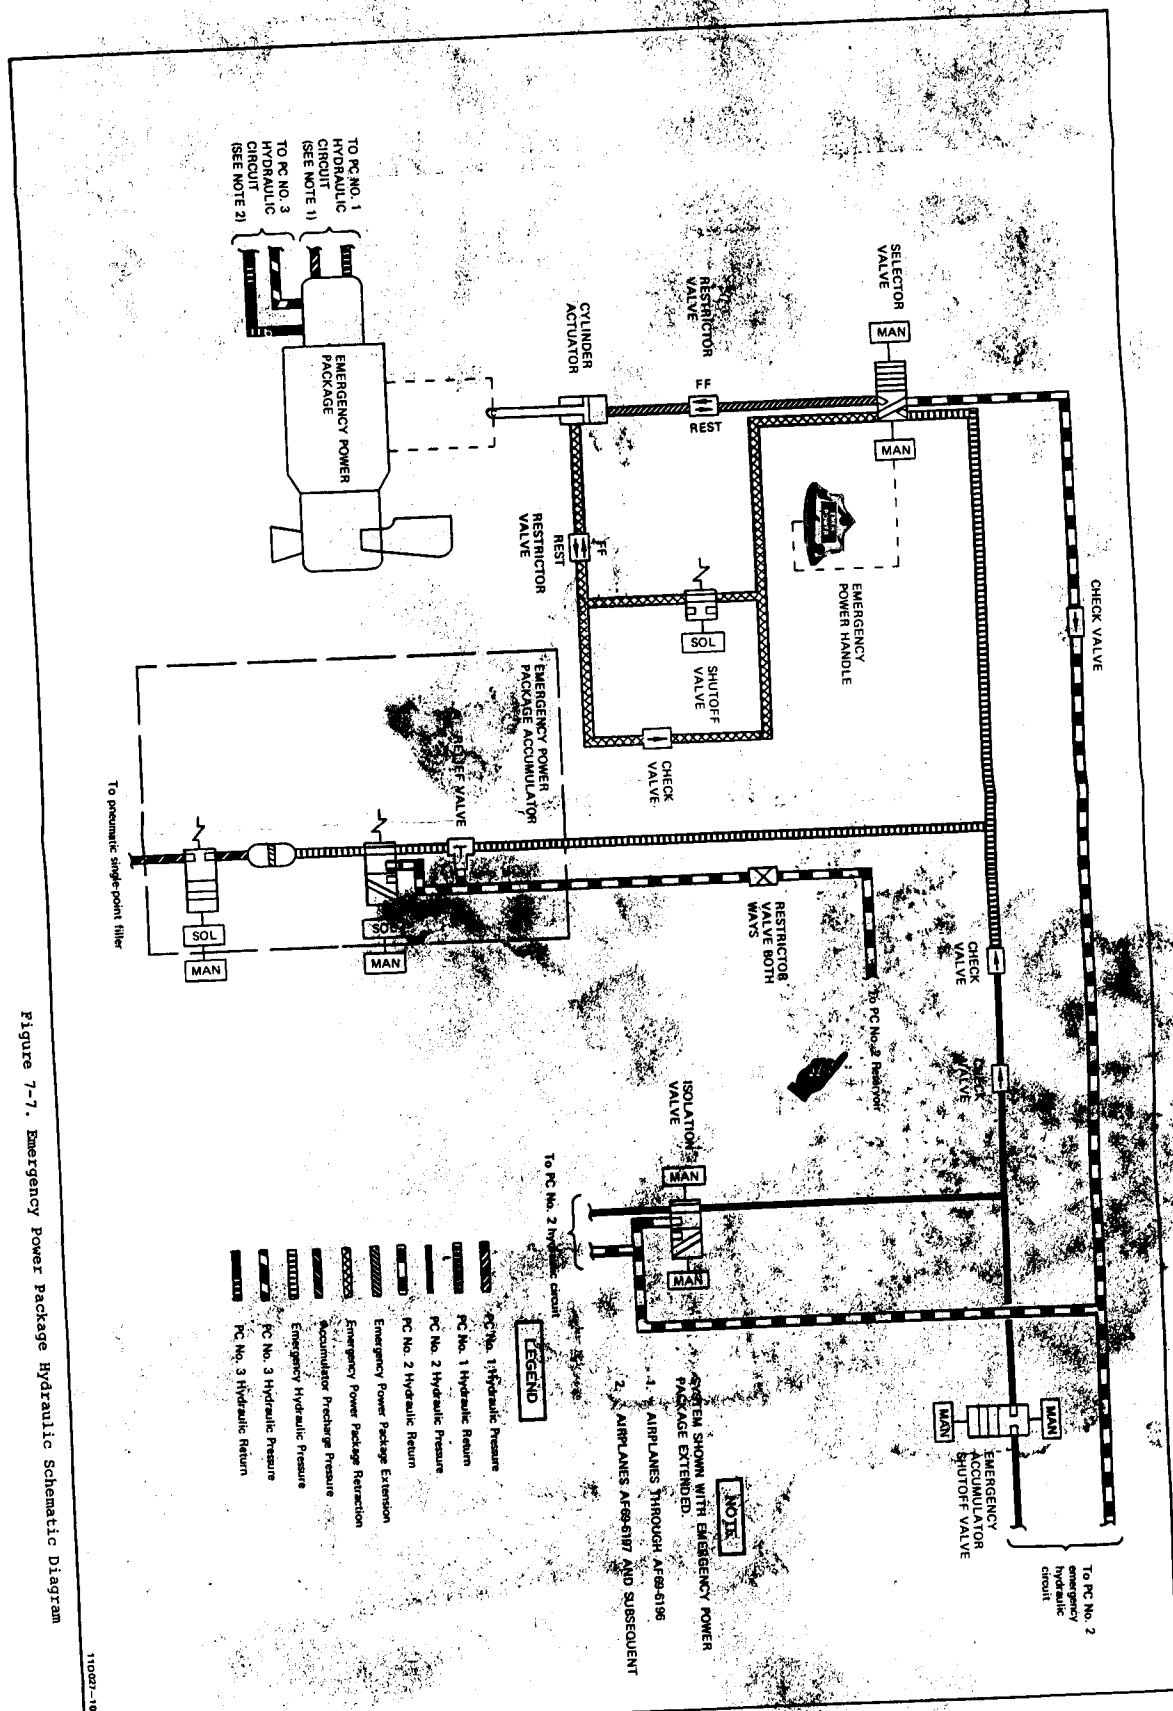 TO PC NO. 1
HYDRAULIC
CIRCUIT
(SEE NOTE 1)
TO PC NO. 3
HYDRAULIC
CIRCUIT
(SEE NOTE 2)
EMERGENCY POWER
PACKAGE
CYLINDER
ACTUATOR
RESTRICTOR
VALVE
FF
REST
SELECTOR
VALVE
MAN
MAN
EMERGENCY
POWER HANDLE
CHECK VALVE
RESTRICTOR
VALVE
REST
FF
SOL
SHUTOFF
VALVE
CHECK
VALVE
EMERGENCY POWER
PACKAGE ACCUMULATOR
RELIEF VALVE
To pneumatic single-point filler
SOL
MAN
SOL
MAN
RESTRICTOR
VALVE BOTH
WAYS
To PC No. 2 Reservoir
CHECK
VALVE
CHECK
VALVE
ISOLATION
VALVE
MAN
MAN
To PC No. 2 hydraulic circuit
MAN
MAN
EMERGENCY
ACCUMULATOR
SHUTOFF VALVE
To PC No. 2
emergency
hydraulic
circuit
NOTE
SYSTEM SHOWN WITH EMERGENCY POWER
PACKAGE EXTENDED.
1. AIRPLANES THROUGH AF69-6196
2. AIRPLANES AF69-6197 AND SUBSEQUENT
LEGEND
PC No. 1 Hydraulic Pressure
PC No. 1 Hydraulic Return
PC No. 2 Hydraulic Pressure
PC No. 2 Hydraulic Return
Emergency Power Package Extension
Emergency Power Package Retraction
Accumulator Precharge Pressure
Emergency Hydraulic Pressure
PC No. 3 Hydraulic Pressure
PC No. 3 Hydraulic Return
11D027-10
Figure 7-7. Emergency Power Package Hydraulic Schematic Diagram